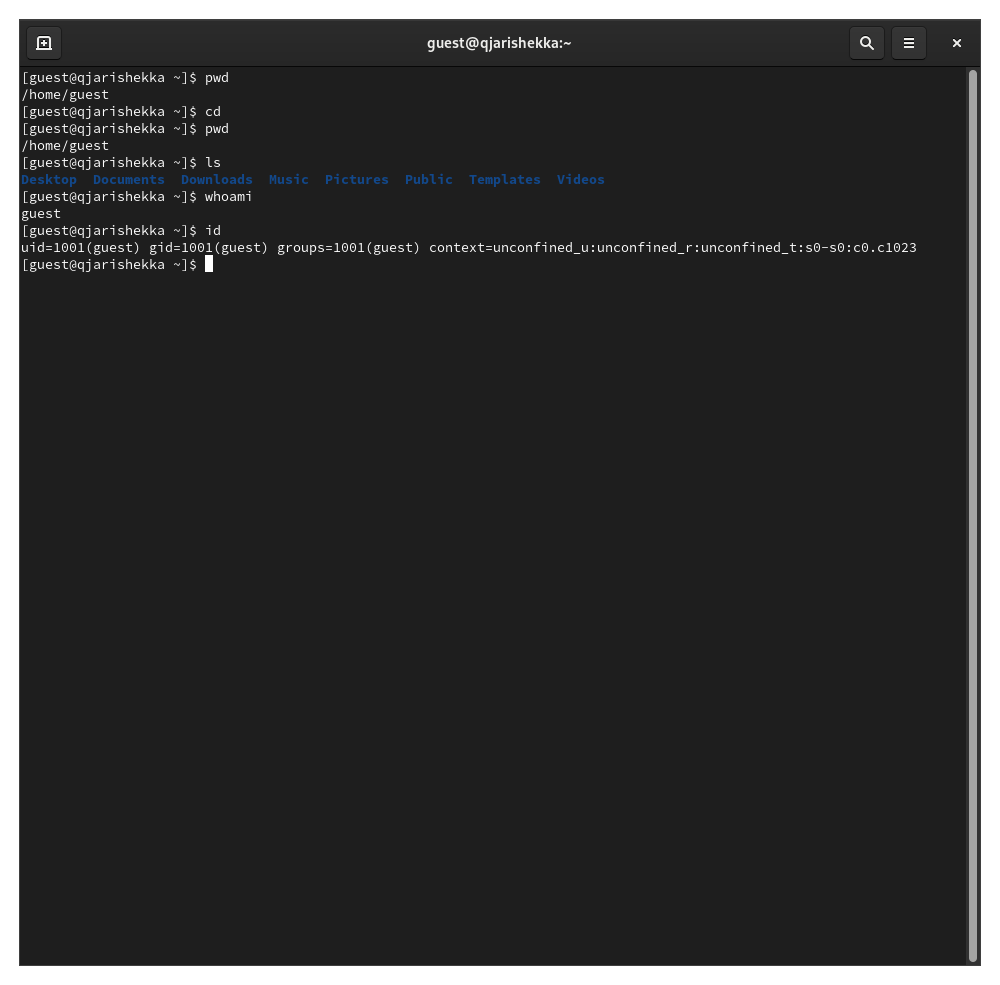 guest@qjarishekka:~
[guest@qjarishekka ~]$ pwd
/home/guest
[guest@qjarishekka ~]$ cd
[guest@qjarishekka ~]$ pwd
/home/guest
[guest@qjarishekka ~]$ ls
Desktop  Documents  Downloads  Music  Pictures  Public  Templates  Videos
[guest@qjarishekka ~]$ whoami
guest
[guest@qjarishekka ~]$ id
uid=1001(guest) gid=1001(guest) groups=1001(guest) context=unconfined_u:unconfined_r:unconfined_t:s0-s0:c0.c1023
[guest@qjarishekka ~]$